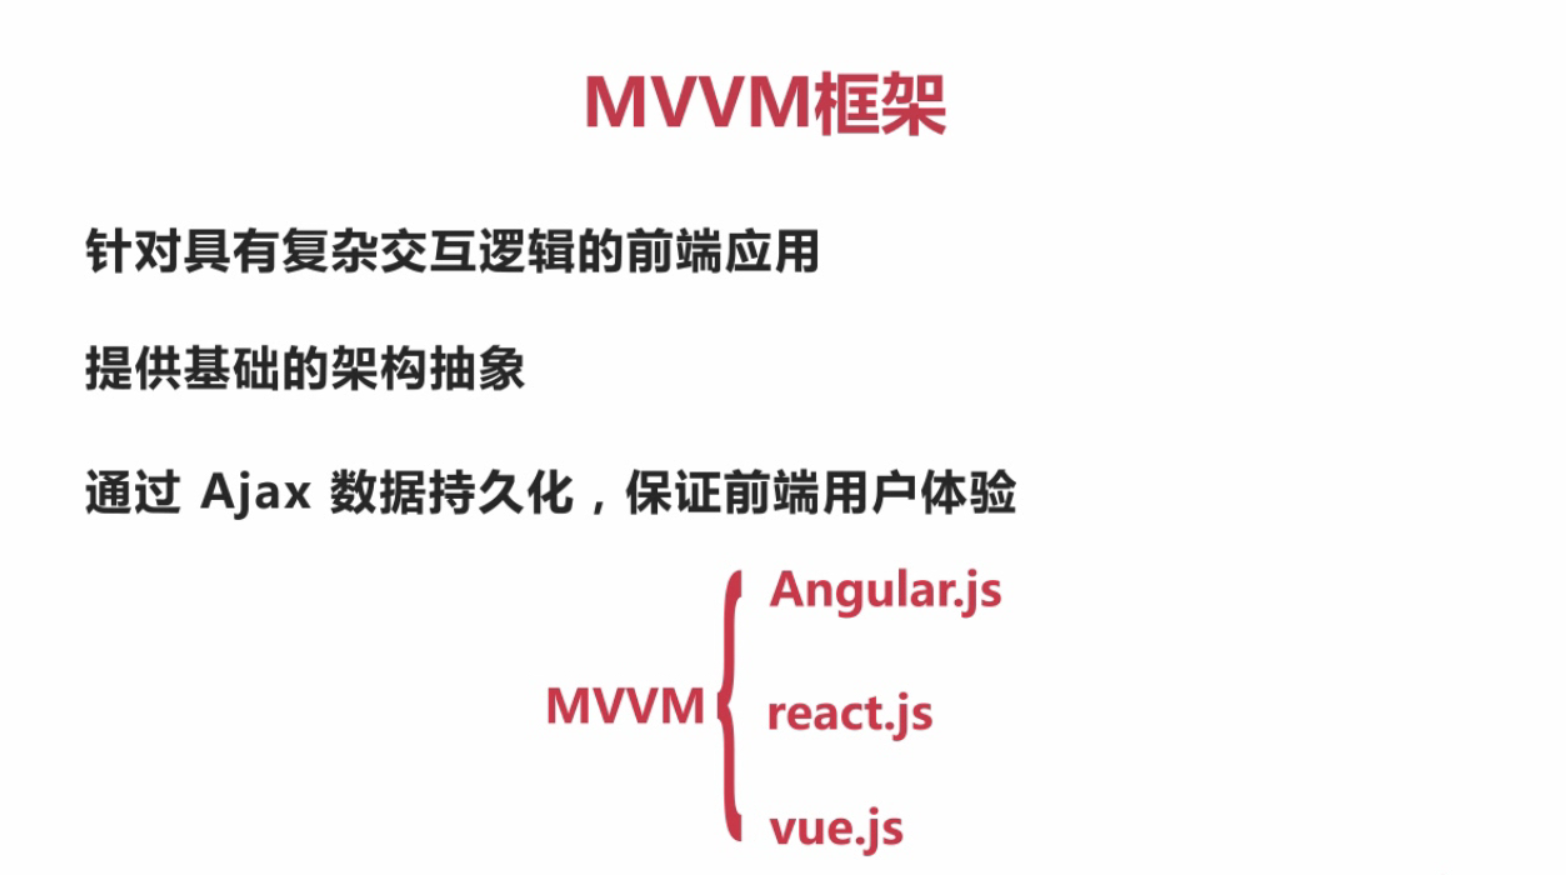 MVVM框架
针对具有复杂交互逻辑的前端应用
提供基础的架构抽象
通过 Ajax 数据持久化，保证前端用户体验
Angular.js
MVVM
react.js
vue.js